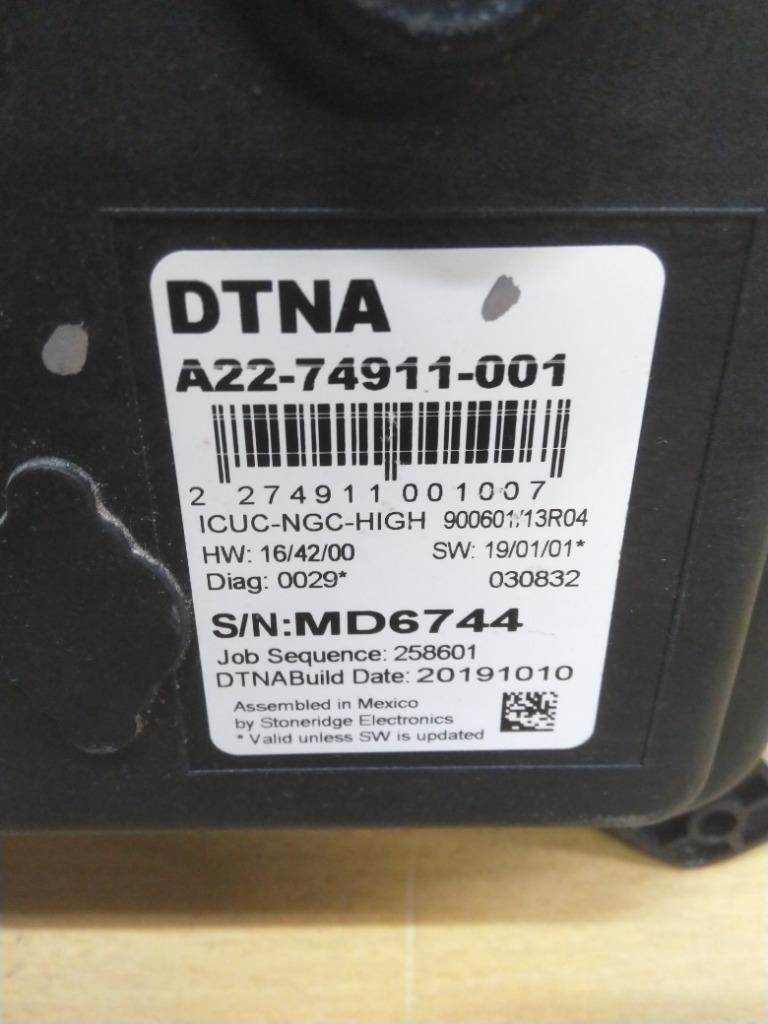 DTNA
A22-74911-001
2 274911 001007
ICUC-NGC-HIGH 900601/13R04
HW: 16/42/00 SW: 19/01/01*
Diag: 0029* 030832
S/N:MD6744
Job Sequence: 258601
DTNABuild Date: 20191010
Assembled in Mexico
by Stoneridge Electronics
* Valid unless SW is updated